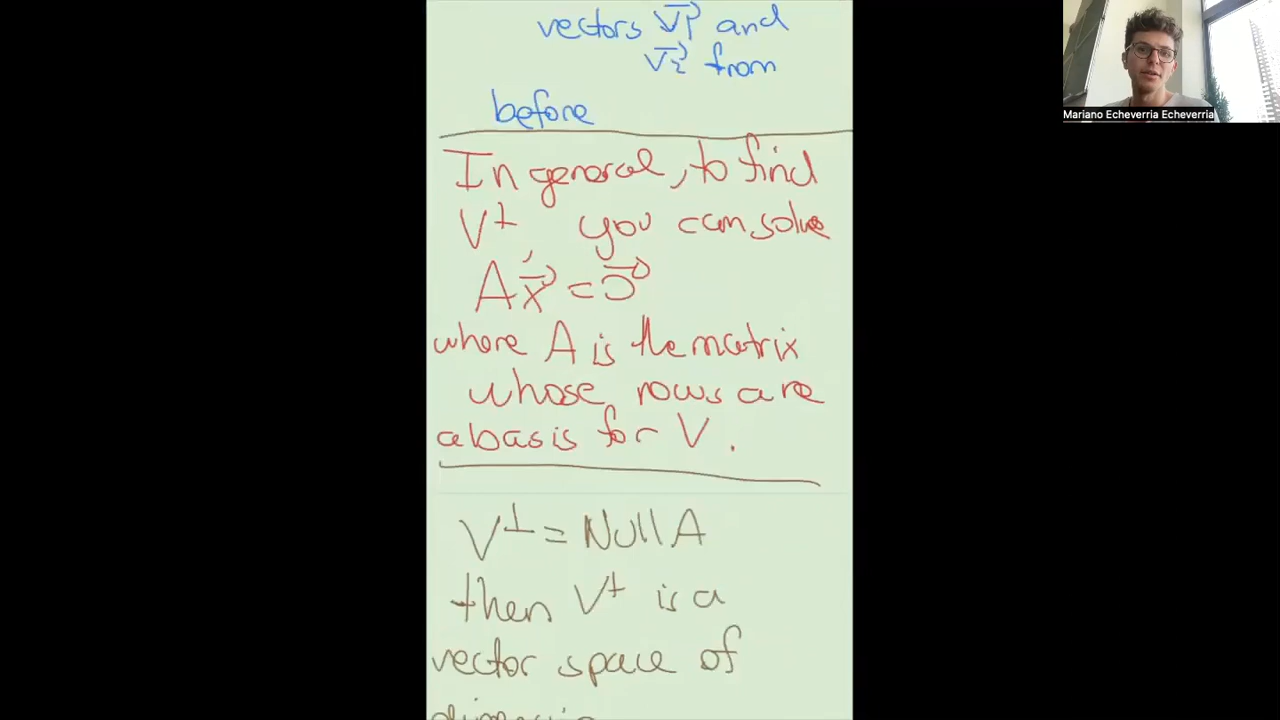 vectors V1 and
V2 from
before
In general, to find
V⊥ you can solve
Ax = 0
where A is the matrix
whose rows are
a basis for V.
V⊥ = Null A
then V⊥ is a
vector space of
Mariano Echeverria Echeverria